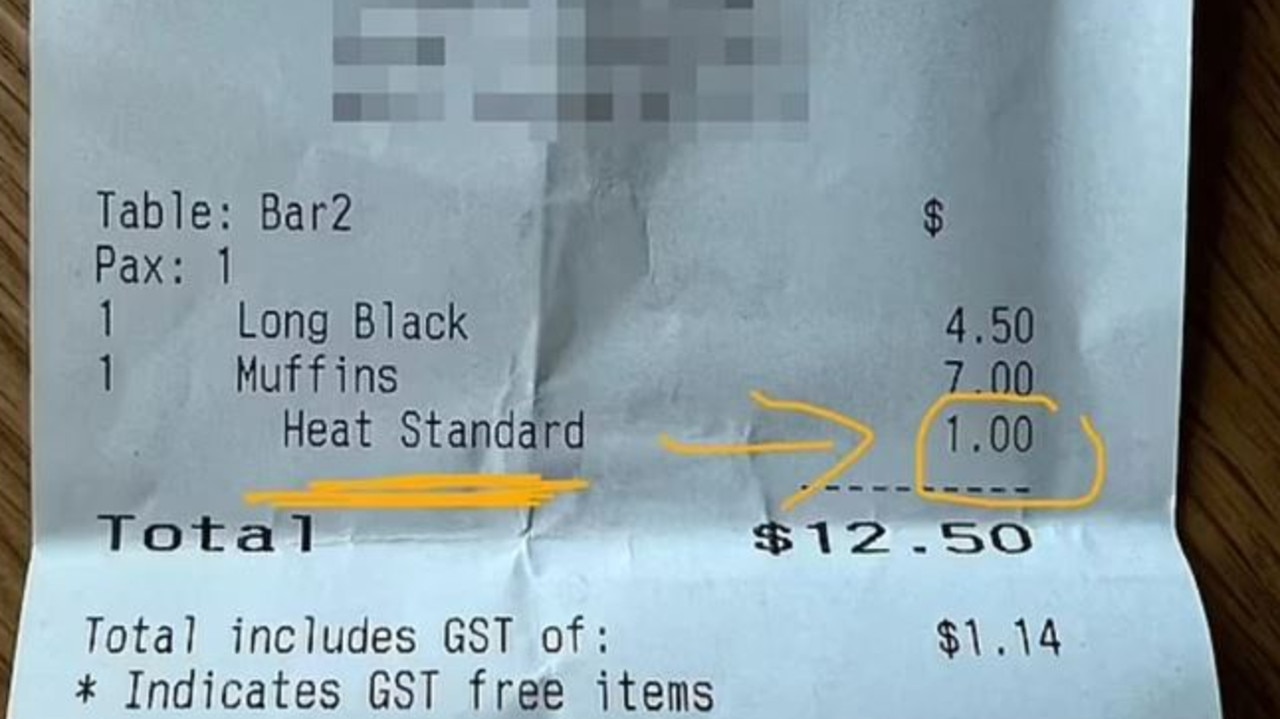 Table: Bar2 $
Pax: 1
1 Long Black 4.50
1 Muffins 7.00
Heat Standard 1.00
Total $12.50
Total includes GST of: $1.14
* Indicates GST free items